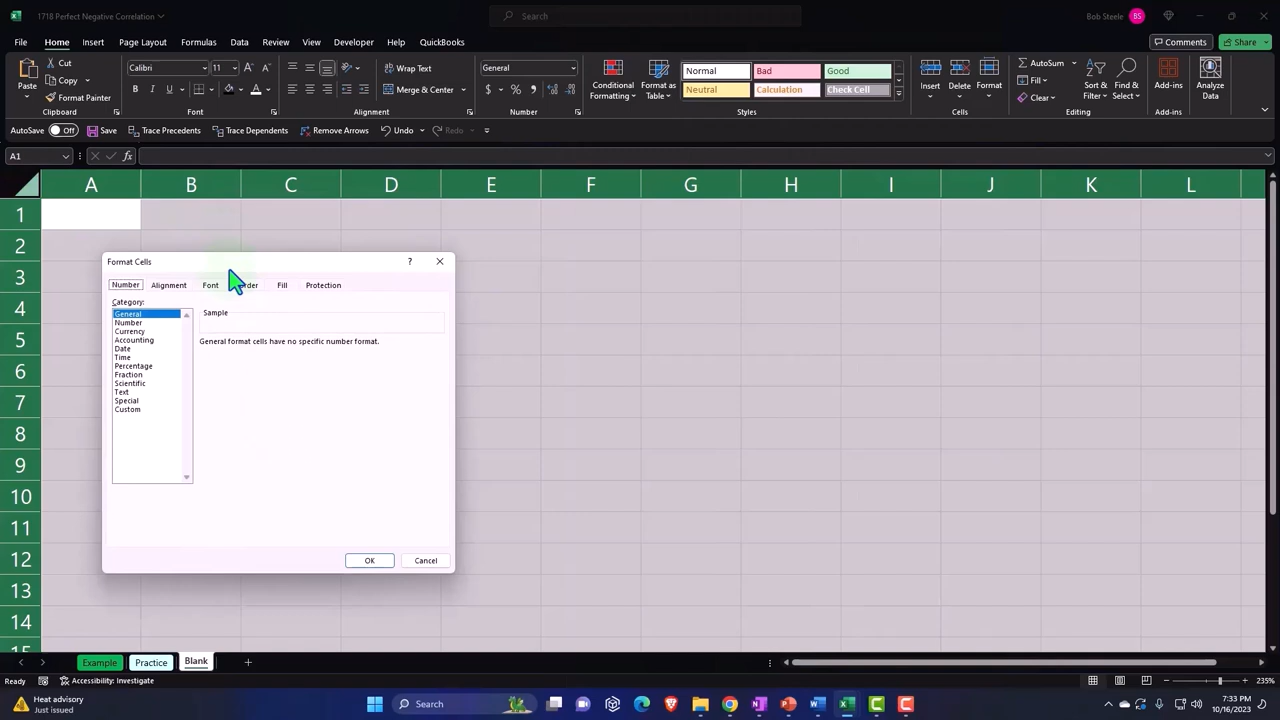 1718 Perfect Negative Correlation
Search
Bob Steele
BS
File Home Insert Page Layout Formulas Data Review View Developer Automate Help QuickBooks
Comments
Share
Paste
Cut
Copy
Format Painter
Clipboard
Calibri
11
Font
Wrap Text
Merge & Center
Alignment
General
Number
Conditional
Formatting
Format as
Table
Normal
Bad
Good
Neutral
Calculation
Check Cell
Styles
Insert
Delete
Format
Cells
AutoSum
Fill
Clear
Sort &
Filter
Find &
Select
Editing
Add-ins
Add-ins
Analyze
Data
AutoSave Off Save Trace Precedents Trace Dependents Remove Arrows Undo Redo
A1
fx
A B C D E F G H I J K L
1
2
3
4
5
6
7
8
9
10
11
12
13
14
15
Format Cells
?
Number Alignment Font Border Fill Protection
Category:
General
Number
Currency
Accounting
Date
Time
Percentage
Fraction
Scientific
Text
Special
Custom
Sample
General format cells have no specific number format.
OK Cancel
Example Practice Blank
Ready Accessibility: Investigate
235%
Heat advisory
Just issued
Search
7:33 PM
10/16/2023